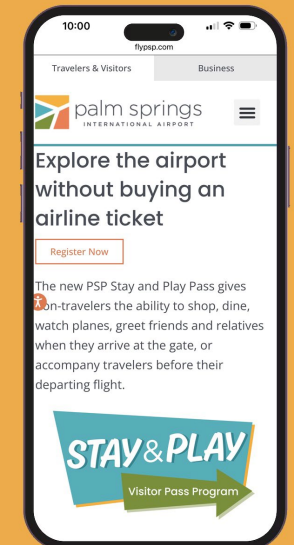 10:00
flypsp.com
Travelers & Visitors Business
palm springs
INTERNATIONAL AIRPORT
Explore the airport
without buying an
airline ticket
Register Now
The new PSP Stay and Play Pass gives
on-travelers the ability to shop, dine,
watch planes, greet friends and relatives
when they arrive at the gate, or
accompany travelers before their
departing flight.
STAY & PLAY
Visitor Pass Program